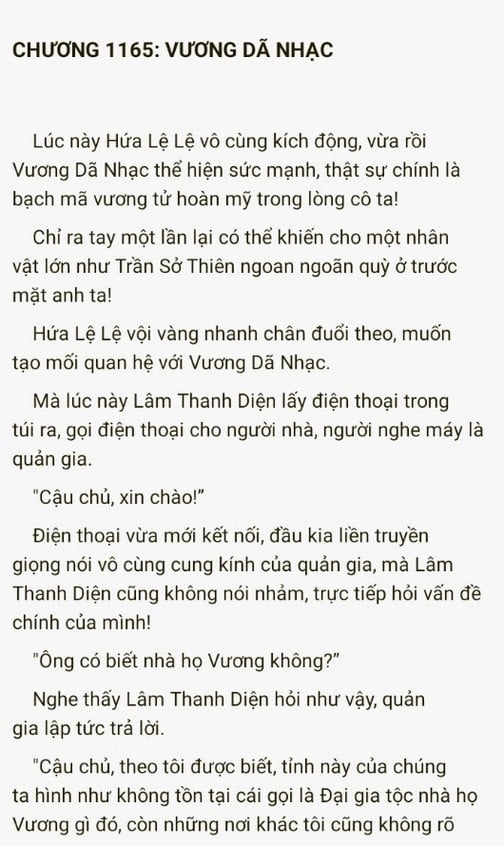 CHƯƠNG 1165: VƯƠNG DÃ NHẠC
Lúc này Hứa Lệ Lệ vô cùng kích động, vừa rồi
Vương Dã Nhạc thể hiện sức mạnh, thật sự chính là
bạch mã vương tử hoàn mỹ trong lòng cô ta!
Chỉ ra tay một lần lại có thể khiến cho một nhân
vật lớn như Trần Sở Thiên ngoan ngoãn quỳ ở trước
mặt anh ta!
Hứa Lệ Lệ vội vàng nhanh chân đuổi theo, muốn
tạo mối quan hệ với Vương Dã Nhạc.
Mà lúc này Lâm Thanh Diện lấy điện thoại trong
túi ra, gọi điện thoại cho người nhà, người nghe máy là
quản gia.
"Cậu chủ, xin chào!”
Điện thoại vừa mới kết nối, đầu kia liền truyền
giọng nói vô cùng cung kính của quản gia, mà Lâm
Thanh Diện cũng không nói nhảm, trực tiếp hỏi vấn đề
chính của mình!
"Ông có biết nhà họ Vương không?”
Nghe thấy Lâm Thanh Diện hỏi như vậy, quản
gia lập tức trả lời.
"Cậu chủ, theo tôi được biết, tỉnh này của chúng
ta hình như không tồn tại cái gọi là Đại gia tộc nhà họ
Vương gì đó, còn những nơi khác tôi cũng không rõ